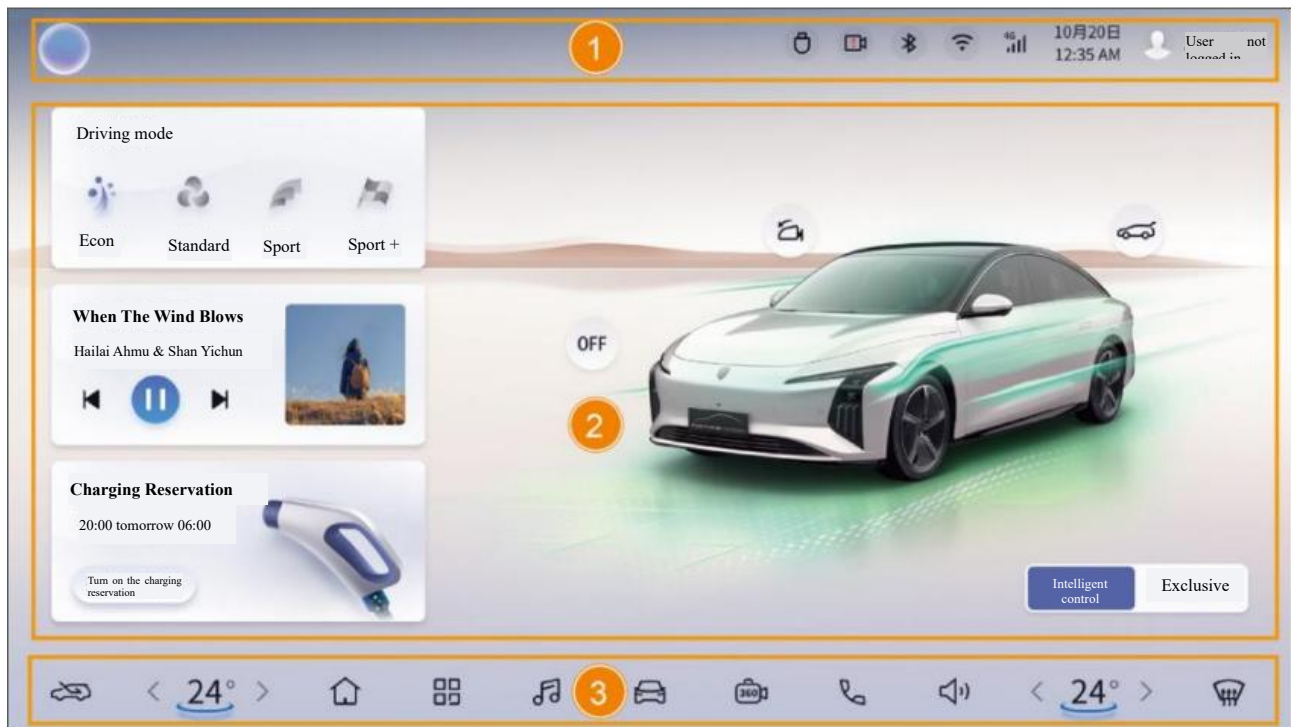 1
4G
10月20日
12:35 AM
User not
logged in
Driving mode
Econ
Standard
Sport
Sport +
When The Wind Blows
Hailai Ahmu & Shan Yichun
OFF
2
Charging Reservation
20:00 tomorrow 06:00
Turn on the charging
reservation
Intelligent
control
Exclusive
24°
3
360
24°